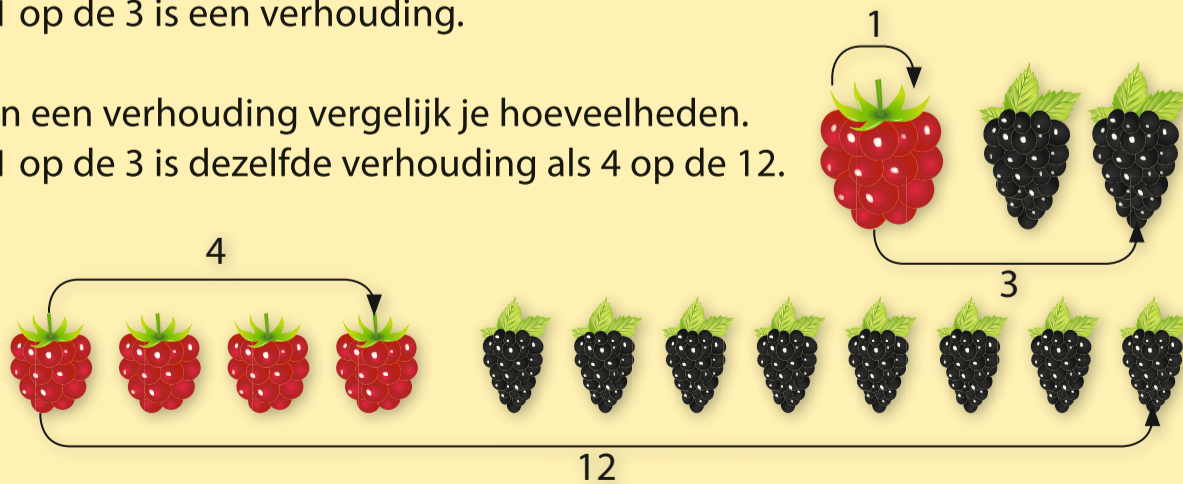 1 op de 3 is een verhouding.
n een verhouding vergelijk je hoeveelheden.
1 op de 3 is dezelfde verhouding als 4 op de 12.
1
3
4
12